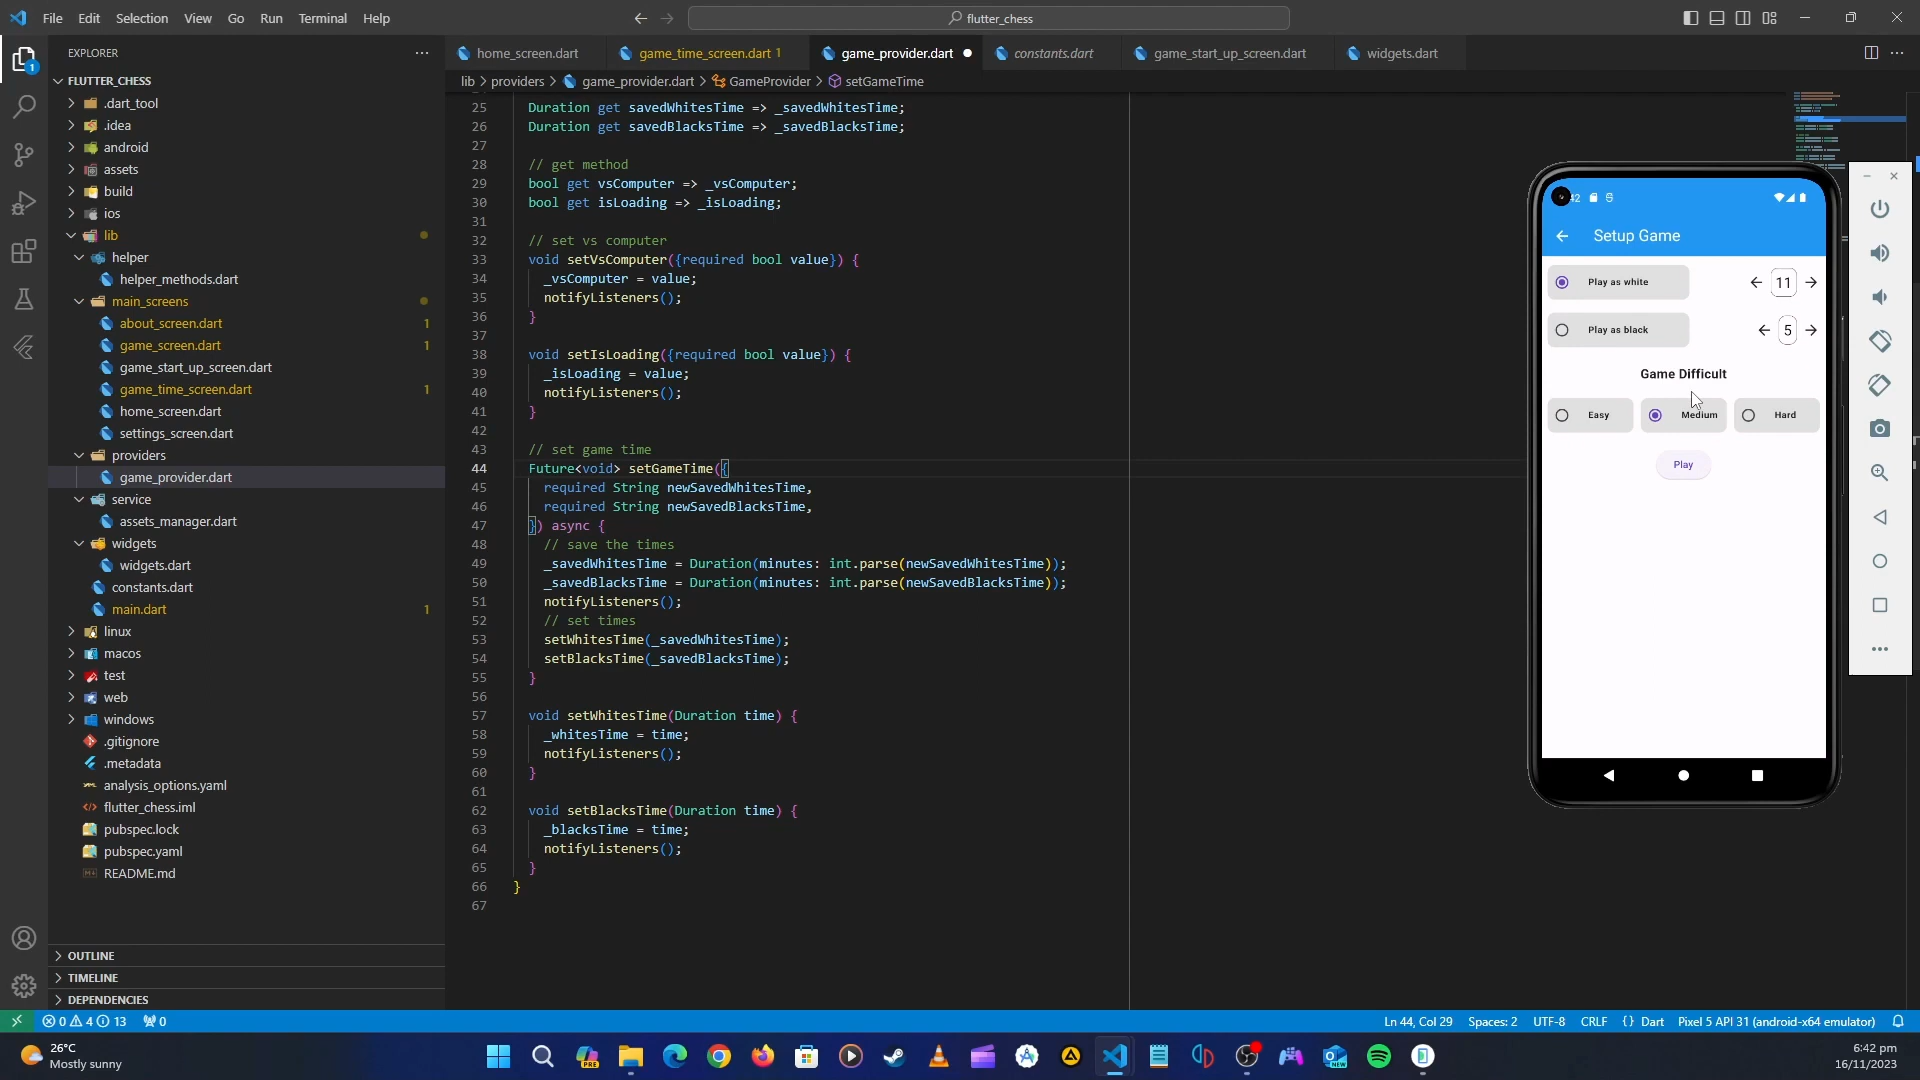 File Edit Selection View Go Run Terminal Help
flutter_chess
EXPLORER
FLUTTER_CHESS
.dart_tool
.idea
android
assets
build
ios
lib
helper
helper_methods.dart
main_screens
about_screen.dart 1
game_screen.dart 1
game_start_up_screen.dart
game_time_screen.dart 1
home_screen.dart
settings_screen.dart
providers
game_provider.dart
service
assets_manager.dart
widgets
widgets.dart
constants.dart
main.dart 1
linux
macos
test
web
windows
.gitignore
.metadata
analysis_options.yaml
flutter_chess.iml
pubspec.lock
pubspec.yaml
README.md
OUTLINE
TIMELINE
DEPENDENCIES
home_screen.dart game_time_screen.dart 1 game_provider.dart constants.dart game_start_up_screen.dart widgets.dart
lib > providers > game_provider.dart > GameProvider > setGameTime
25 Duration get savedWhitesTime => _savedWhitesTime;
26 Duration get savedBlacksTime => _savedBlacksTime;
27
28 // get method
29 bool get vsComputer => _vsComputer;
30 bool get isLoading => _isLoading;
31
32 // set vs computer
33 void setVsComputer({required bool value}) {
34 _vsComputer = value;
35 notifyListeners();
36 }
37
38 void setIsLoading({required bool value}) {
39 _isLoading = value;
40 notifyListeners();
41 }
42
43 // set game time
44 Future<void> setGameTime({
45 required String newSavedWhitesTime,
46 required String newSavedBlacksTime,
47 }) async {
48 // save the times
49 _savedWhitesTime = Duration(minutes: int.parse(newSavedWhitesTime));
50 _savedBlacksTime = Duration(minutes: int.parse(newSavedBlacksTime));
51 notifyListeners();
52 // set times
53 setWhitesTime(_savedWhitesTime);
54 setBlacksTime(_savedBlacksTime);
55 }
56
57 void setWhitesTime(Duration time) {
58 _whitesTime = time;
59 notifyListeners();
60 }
61
62 void setBlacksTime(Duration time) {
63 _blacksTime = time;
64 notifyListeners();
65 }
66 }
67
42
Setup Game
Play as white 11
Play as black 5
Game Difficult
Easy Medium Hard
Play
0 4 13 0
Ln 44, Col 29 Spaces: 2 UTF-8 CRLF {} Dart Pixel 5 API 31 (android-x64 emulator)
26°C
Mostly sunny
6:42 pm
16/11/2023